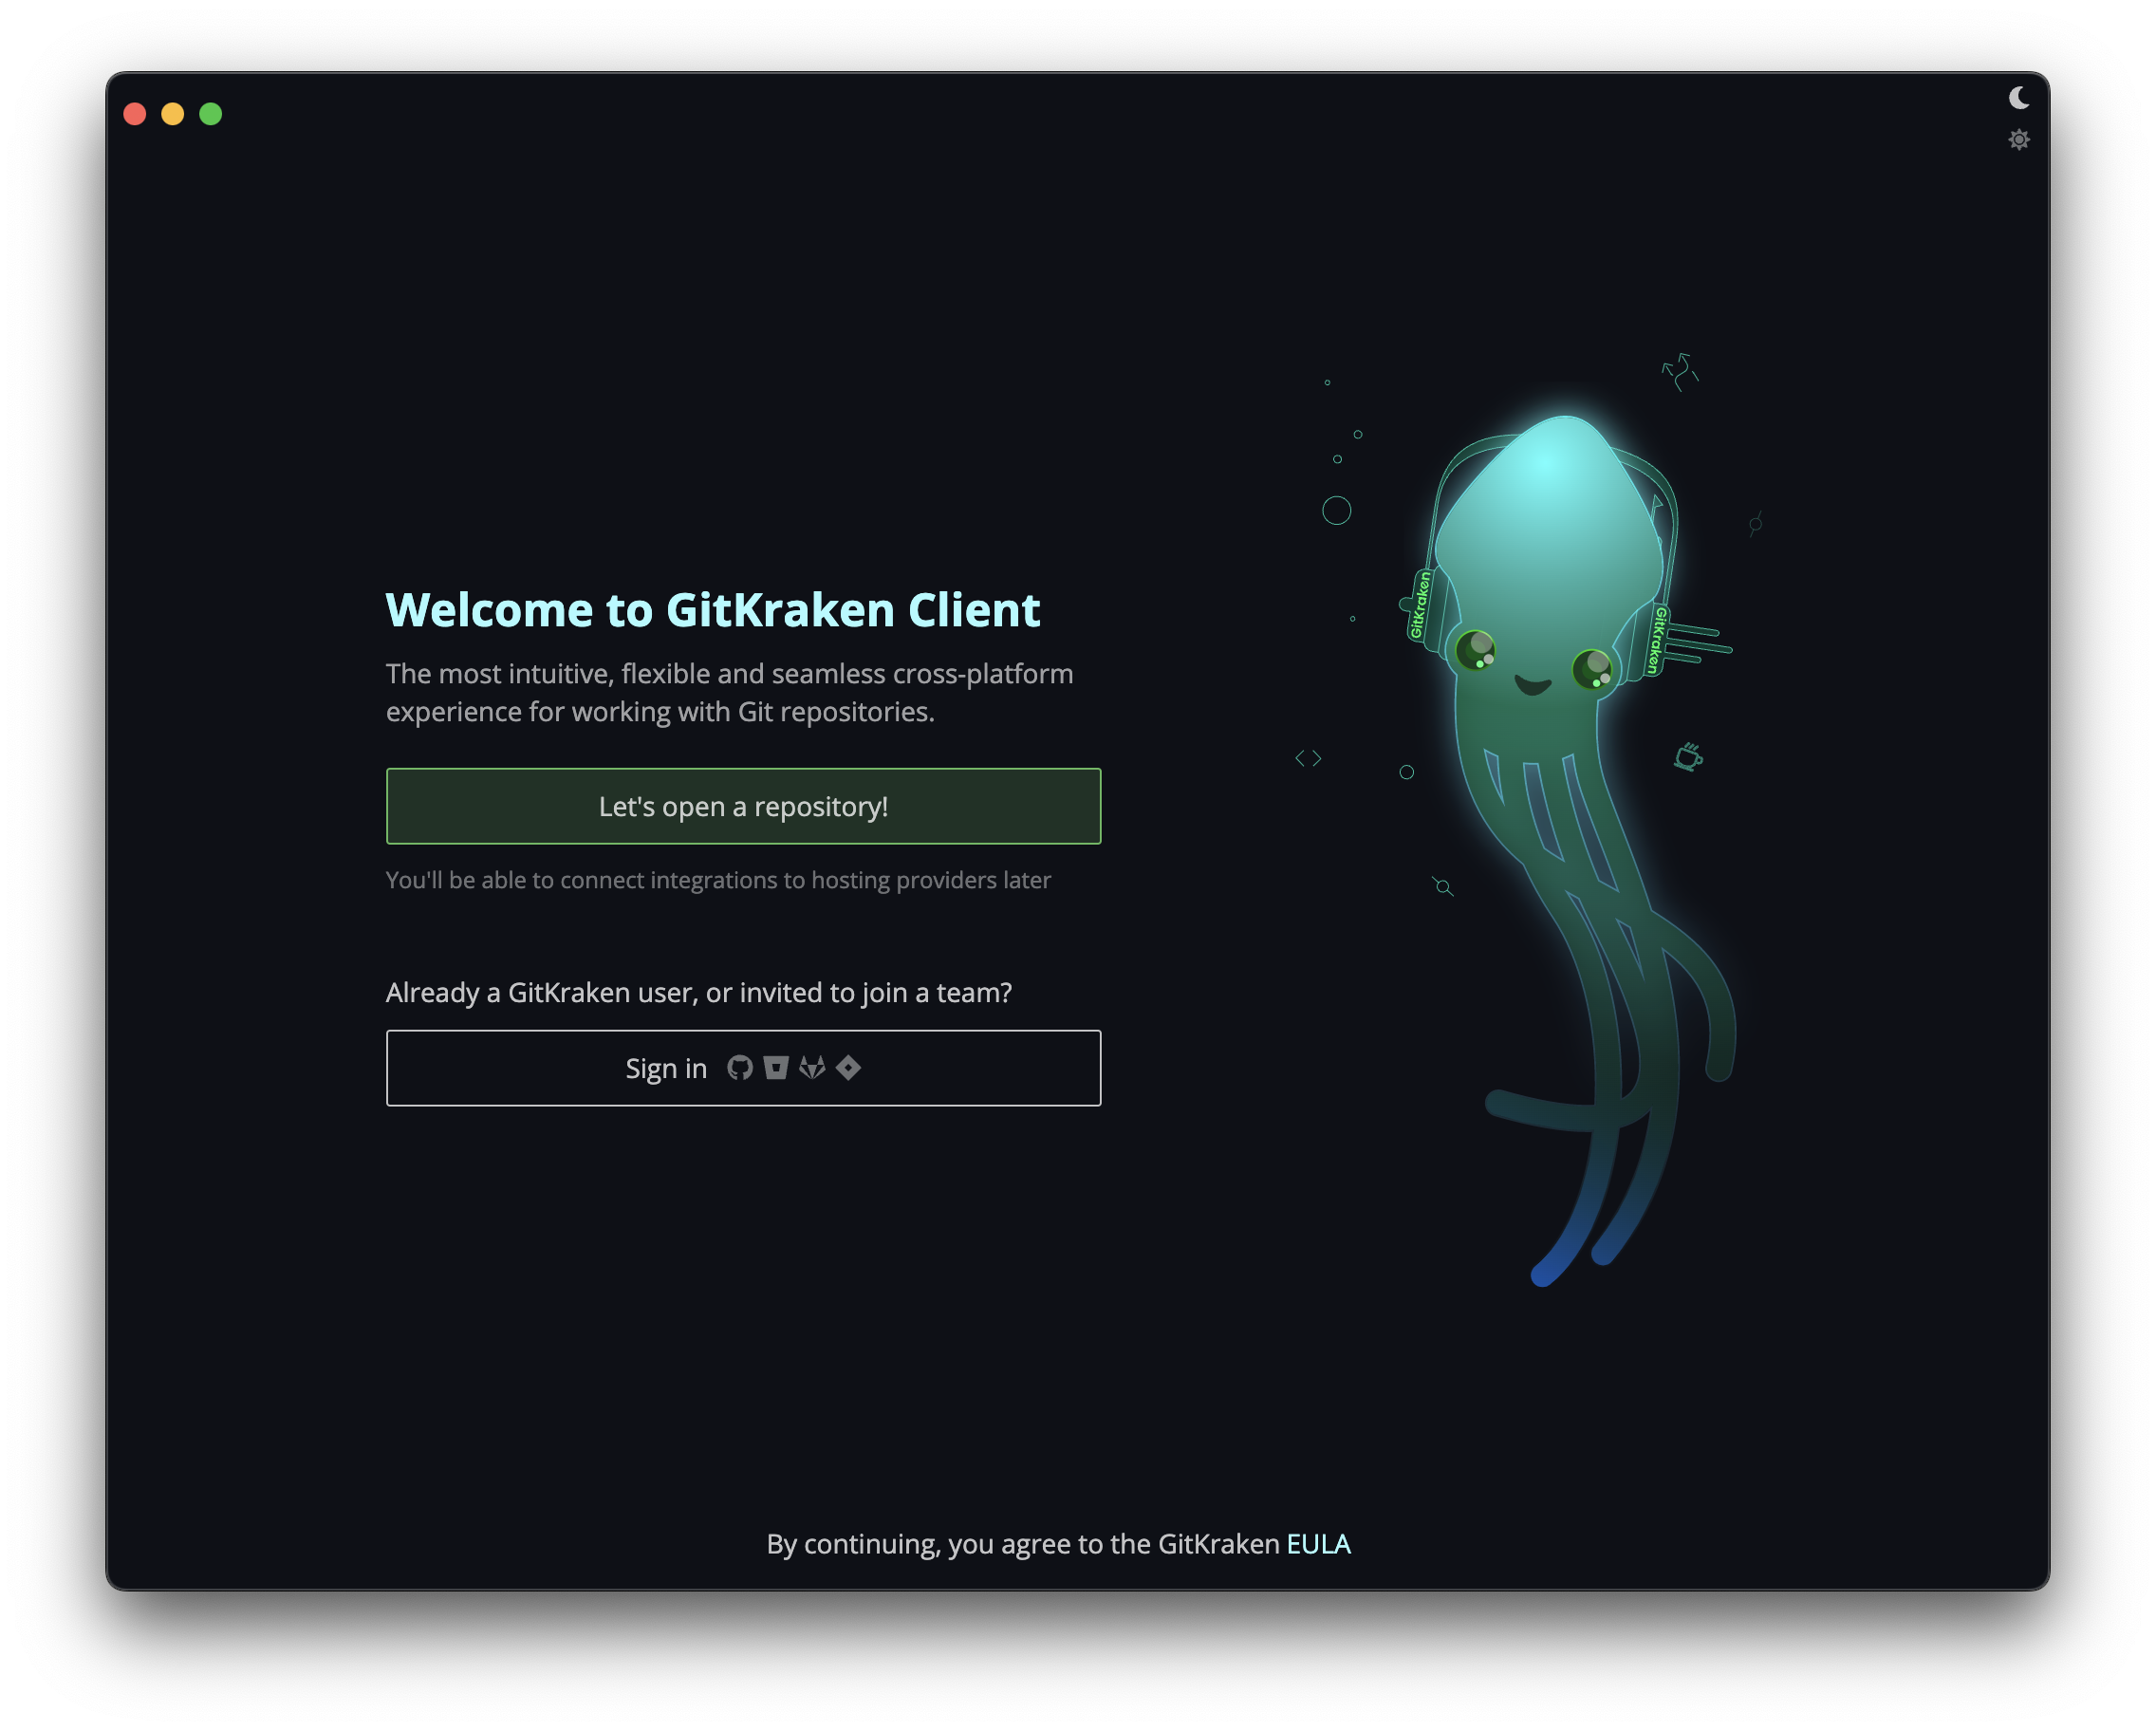 Welcome to GitKraken Client
The most intuitive, flexible and seamless cross-platform
experience for working with Git repositories.
Let's open a repository!
You'll be able to connect integrations to hosting providers later
Already a GitKraken user, or invited to join a team?
Sign in
GitKraken
GitKraken
By continuing, you agree to the GitKraken EULA